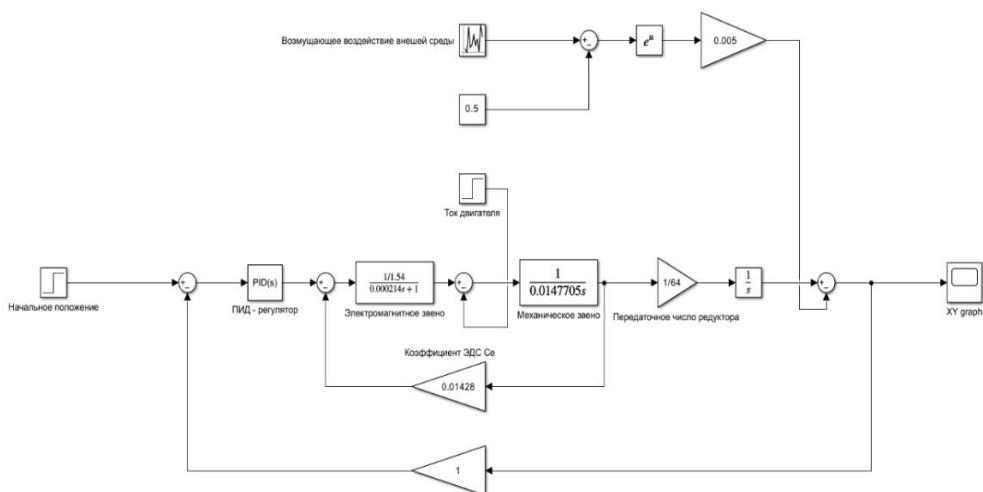 Возмущающее воздействие внешей среды
+
−
e^u
0.005
0.5
Ток двигателя
Начальное положение
+
−
PID(s)
ПИД - регулятор
+
−
1/1.54
0.000214s + 1
Электромагнитное звено
+
−
1
0.0147705s
Механическое звено
1/64
Передаточное число редуктора
1
s
+
−
XY graph
Коэффициент ЭДС Се
0.01428
1